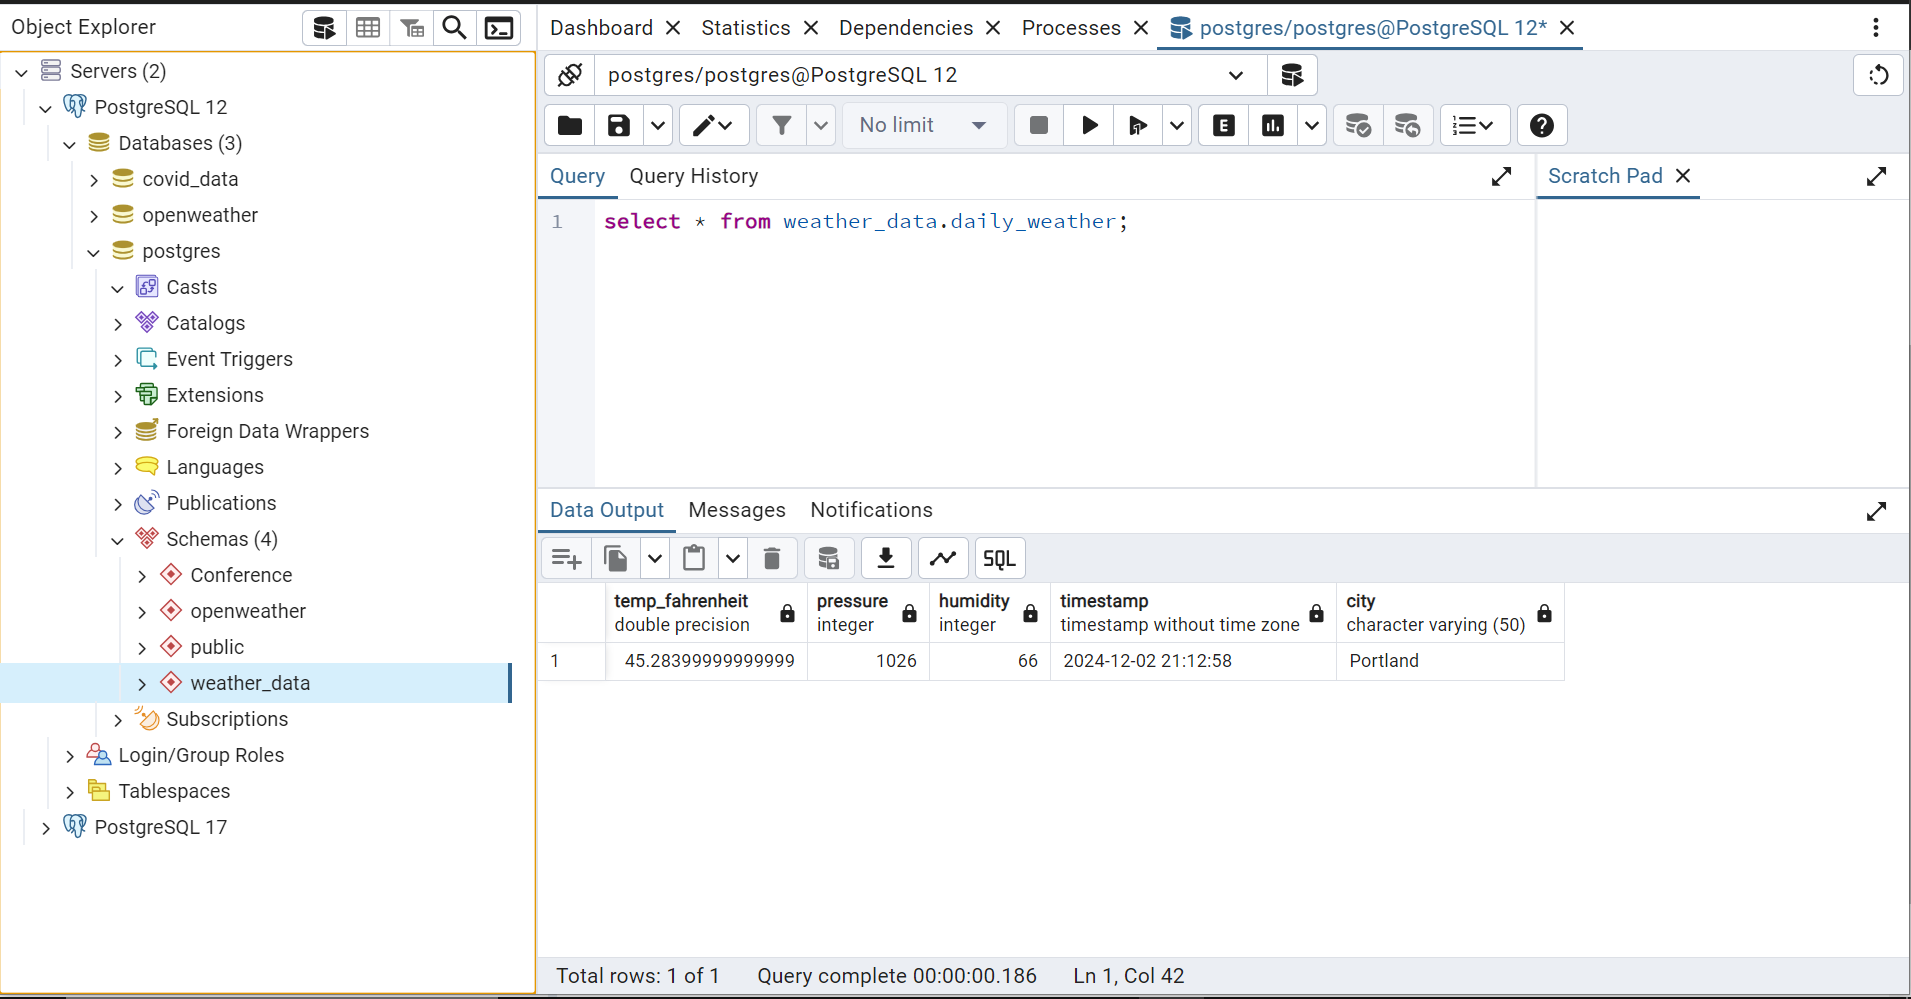 Object Explorer
Servers (2)
PostgreSQL 12
Databases (3)
covid_data
openweather
postgres
Casts
Catalogs
Event Triggers
Extensions
Foreign Data Wrappers
Languages
Publications
Schemas (4)
Conference
openweather
public
weather_data
Subscriptions
Login/Group Roles
Tablespaces
PostgreSQL 17
Dashboard Statistics Dependencies Processes postgres/postgres@PostgreSQL 12*
postgres/postgres@PostgreSQL 12
No limit E
Query Query History
Scratch Pad
1 select * from weather_data.daily_weather;
Data Output Messages Notifications
SQL
temp_fahrenheit pressure humidity timestamp city
double precision integer integer timestamp without time zone character varying (50)
1 45.28399999999999 1026 66 2024-12-02 21:12:58 Portland
Total rows: 1 of 1 Query complete 00:00:00.186 Ln 1, Col 42